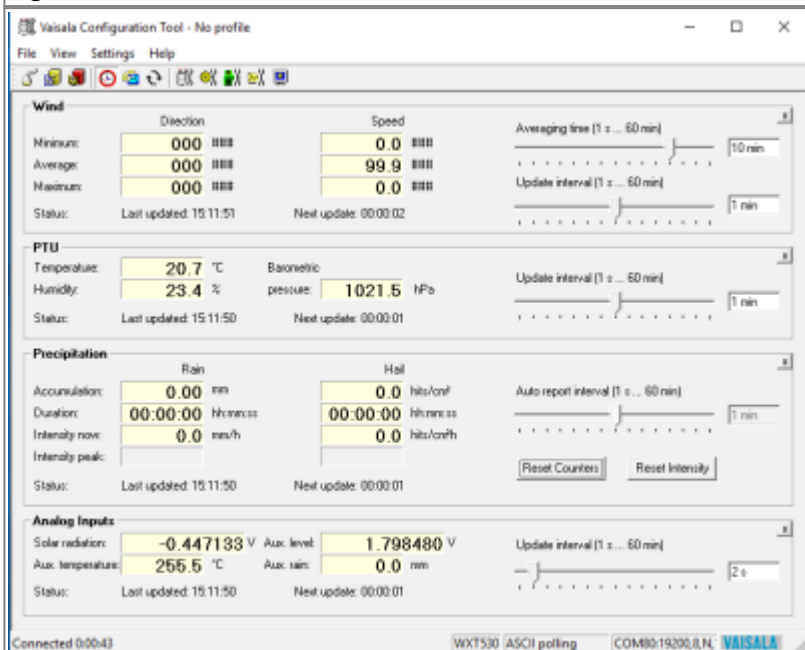 Vaisala Configuration Tool - No profile
File View Settings Help
Wind
Direction Speed
Averaging time (1 s ... 60 min)
Minimum: 000 ### 0.0 ### 10 min
Average: 000 ### 99.9 ###
Maximum: 000 ### 0.0 ### Update interval (1 s ... 60 min)
1 min
Status: Last updated: 15:11:51 Next update: 00:00:02
PTU
Temperature: 20.7 °C Barometric
Humidity: 23.4 % pressure: 1021.5 hPa Update interval (1 s ... 60 min)
1 min
Status: Last updated: 15:11:50 Next update: 00:00:01
Precipitation
Rain Hail
Accumulation: 0.00 mm 0.0 hits/cm² Auto report interval (1 s ... 60 min)
Duration: 00:00:00 hh:mm:ss 00:00:00 hh:mm:ss 1 min
Intensity now: 0.0 mm/h 0.0 hits/cm²h
Intensity peak:
Reset Counters Reset Intensity
Status: Last updated: 15:11:50 Next update: 00:00:01
Analog Inputs
Solar radiation: -0.447133 V Aux. level: 1.798480 V Update interval (1 s ... 60 min)
Aux. temperature: 255.5 °C Aux. rain: 0.0 mm 2 s
Status: Last updated: 15:11:50 Next update: 00:00:01
Connected 0:00:43 WXT530 ASCII polling COM80:19200,8,N, VAISALA